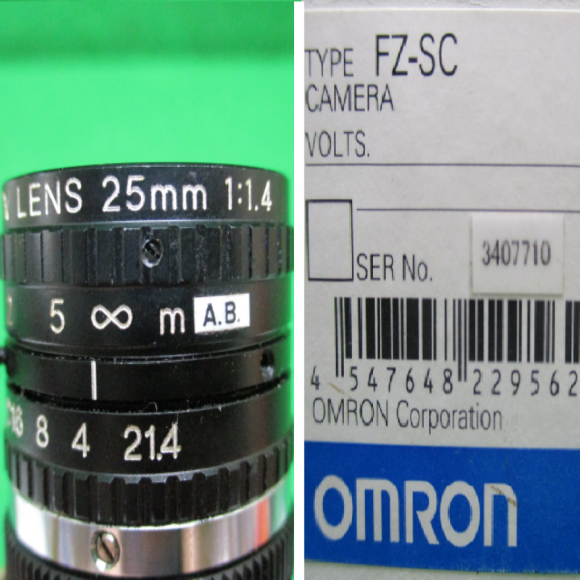 LENS 25mm 1:1.4
5 ∞ m A.B.
8 4 2 1.4
TYPE FZ-SC
CAMERA
VOLTS.
SER No. 3407710
4 547648 229562
OMRON Corporation
OMRON